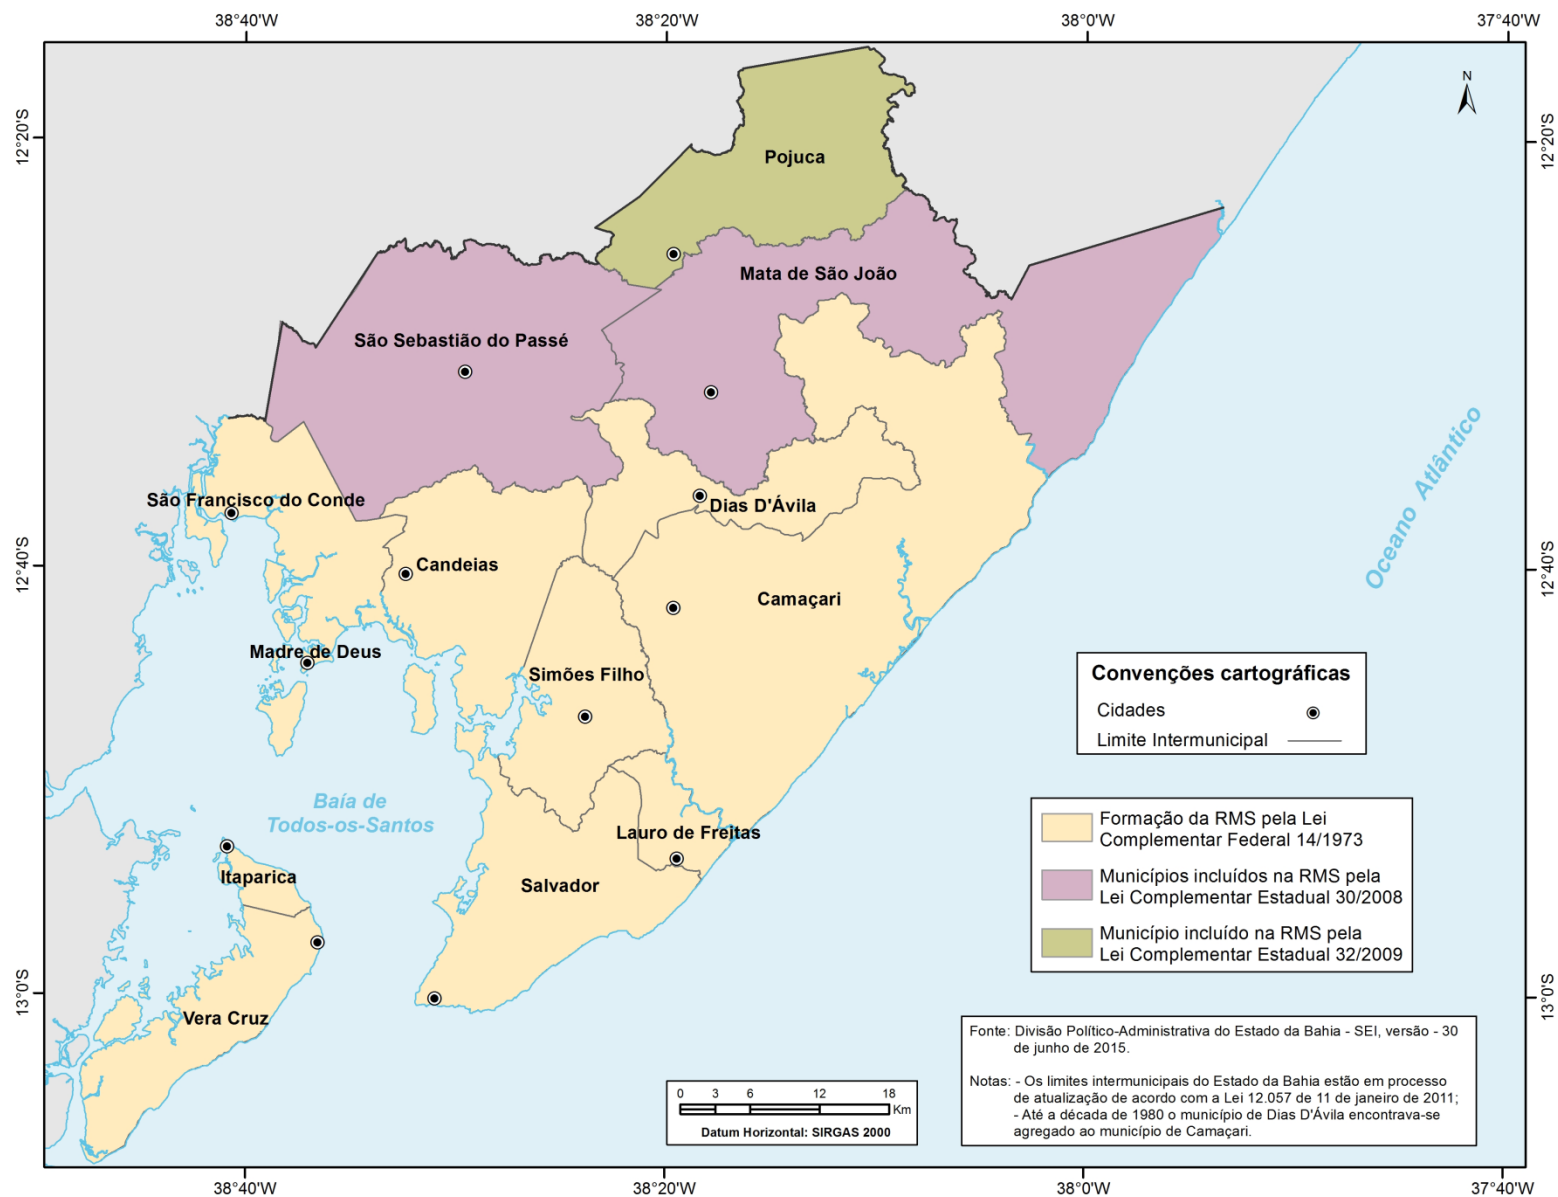 38°40'W
38°20'W
38°0'W
37°40'W
N
12°20'S
12°20'S
Pojuca
Mata de São João
São Sebastião do Passé
São Francisco do Conde
Dias D'Ávila
Oceano Atlântico
12°40'S
12°40'S
Candeias
Camaçari
Madre de Deus
Simões Filho
Convenções cartográficas
Cidades
Limite Intermunicipal
Baía de
Todos-os-Santos
Lauro de Freitas
Itaparica
Salvador
Formação da RMS pela Lei
Complementar Federal 14/1973
Municípios incluídos na RMS pela
Lei Complementar Estadual 30/2008
Município incluído na RMS pela
Lei Complementar Estadual 32/2009
13°0'S
13°0'S
Vera Cruz
Fonte: Divisão Político-Administrativa do Estado da Bahia - SEI, versão - 30
de junho de 2015.
Notas: - Os limites intermunicipais do Estado da Bahia estão em processo
de atualização de acordo com a Lei 12.057 de 11 de janeiro de 2011;
- Até a década de 1980 o município de Dias D'Ávila encontrava-se
agregado ao município de Camaçari.
0 3 6 12 18
Km
Datum Horizontal: SIRGAS 2000
38°40'W
38°20'W
38°0'W
37°40'W